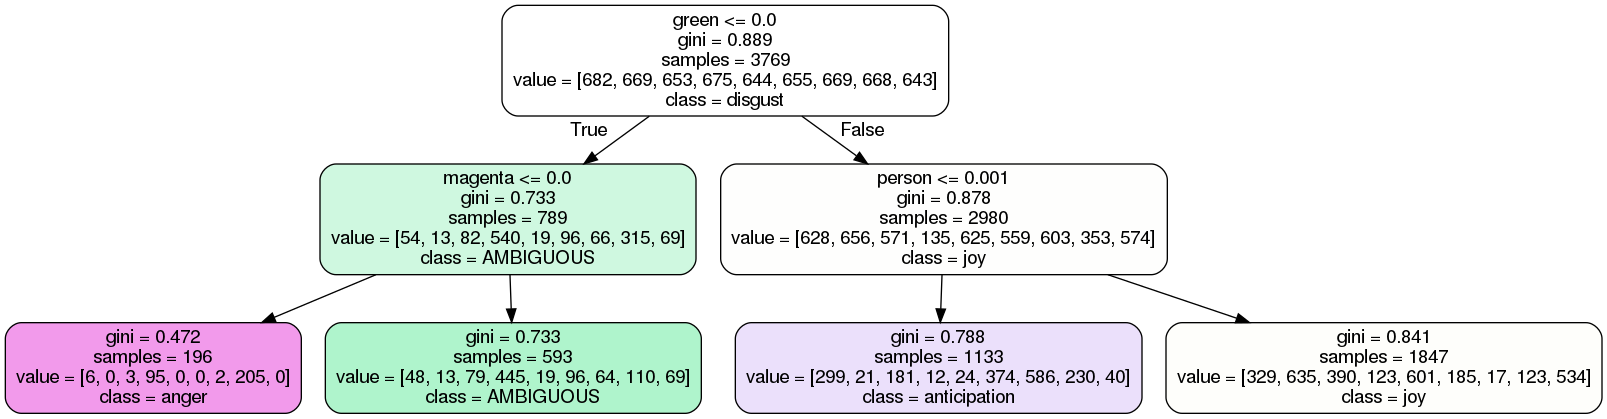 green <= 0.0
gini = 0.889
samples = 3769
value = [682, 669, 653, 675, 644, 655, 669, 668, 643]
class = disgust
True
False
magenta <= 0.0
gini = 0.733
samples = 789
value = [54, 13, 82, 540, 19, 96, 66, 315, 69]
class = AMBIGUOUS
person <= 0.001
gini = 0.878
samples = 2980
value = [628, 656, 571, 135, 625, 559, 603, 353, 574]
class = joy
gini = 0.472
samples = 196
value = [6, 0, 3, 95, 0, 0, 2, 205, 0]
class = anger
gini = 0.733
samples = 593
value = [48, 13, 79, 445, 19, 96, 64, 110, 69]
class = AMBIGUOUS
gini = 0.788
samples = 1133
value = [299, 21, 181, 12, 24, 374, 586, 230, 40]
class = anticipation
gini = 0.841
samples = 1847
value = [329, 635, 390, 123, 601, 185, 17, 123, 534]
class = joy